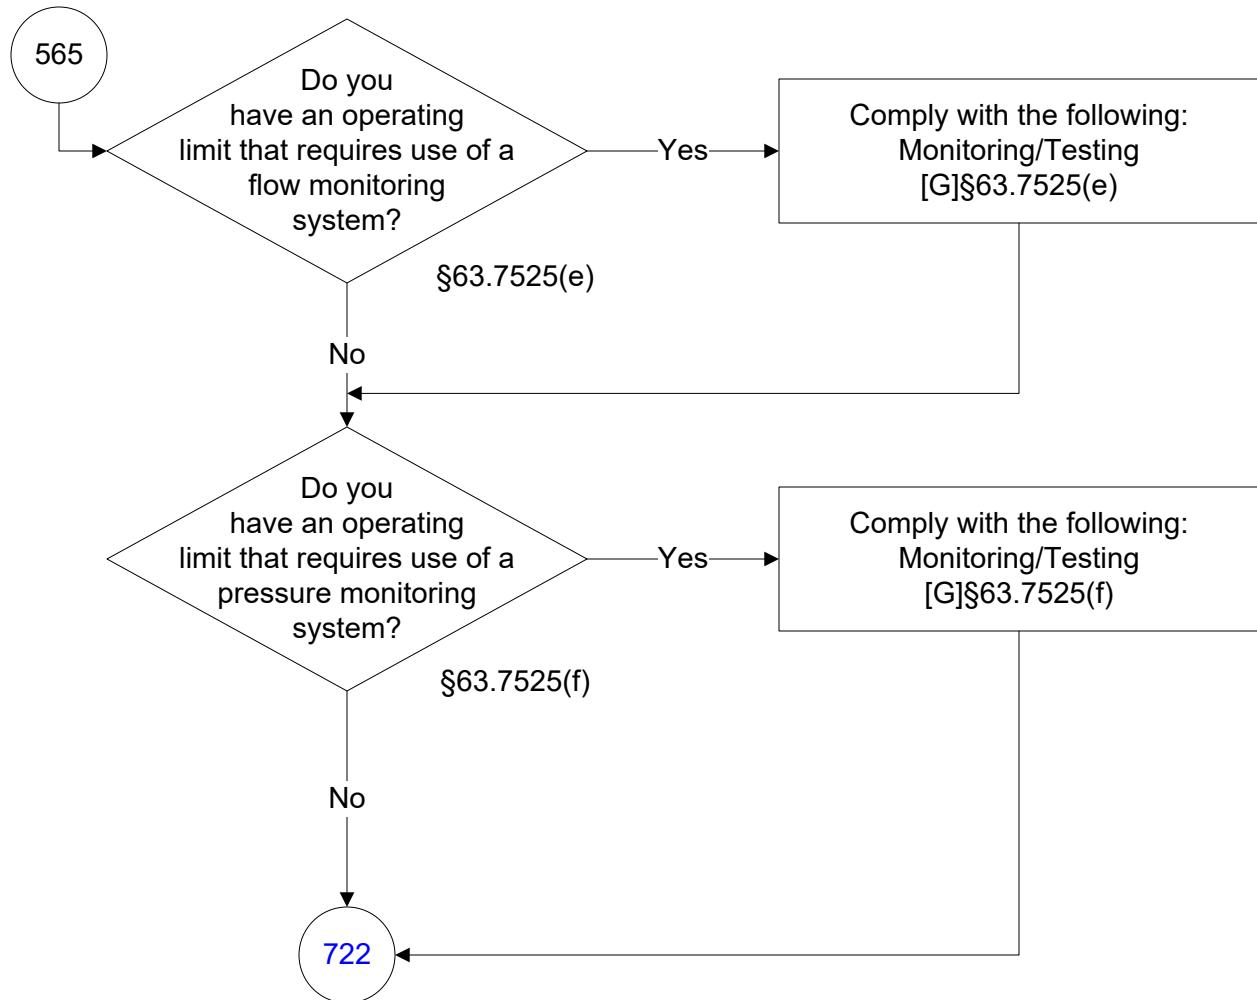 565
Do you
have an operating
limit that requires use of a
flow monitoring
system?
Yes
Comply with the following:
Monitoring/Testing
[G]§63.7525(e)
§63.7525(e)
No
Do you
have an operating
limit that requires use of a
pressure monitoring
system?
Yes
Comply with the following:
Monitoring/Testing
[G]§63.7525(f)
§63.7525(f)
No
722